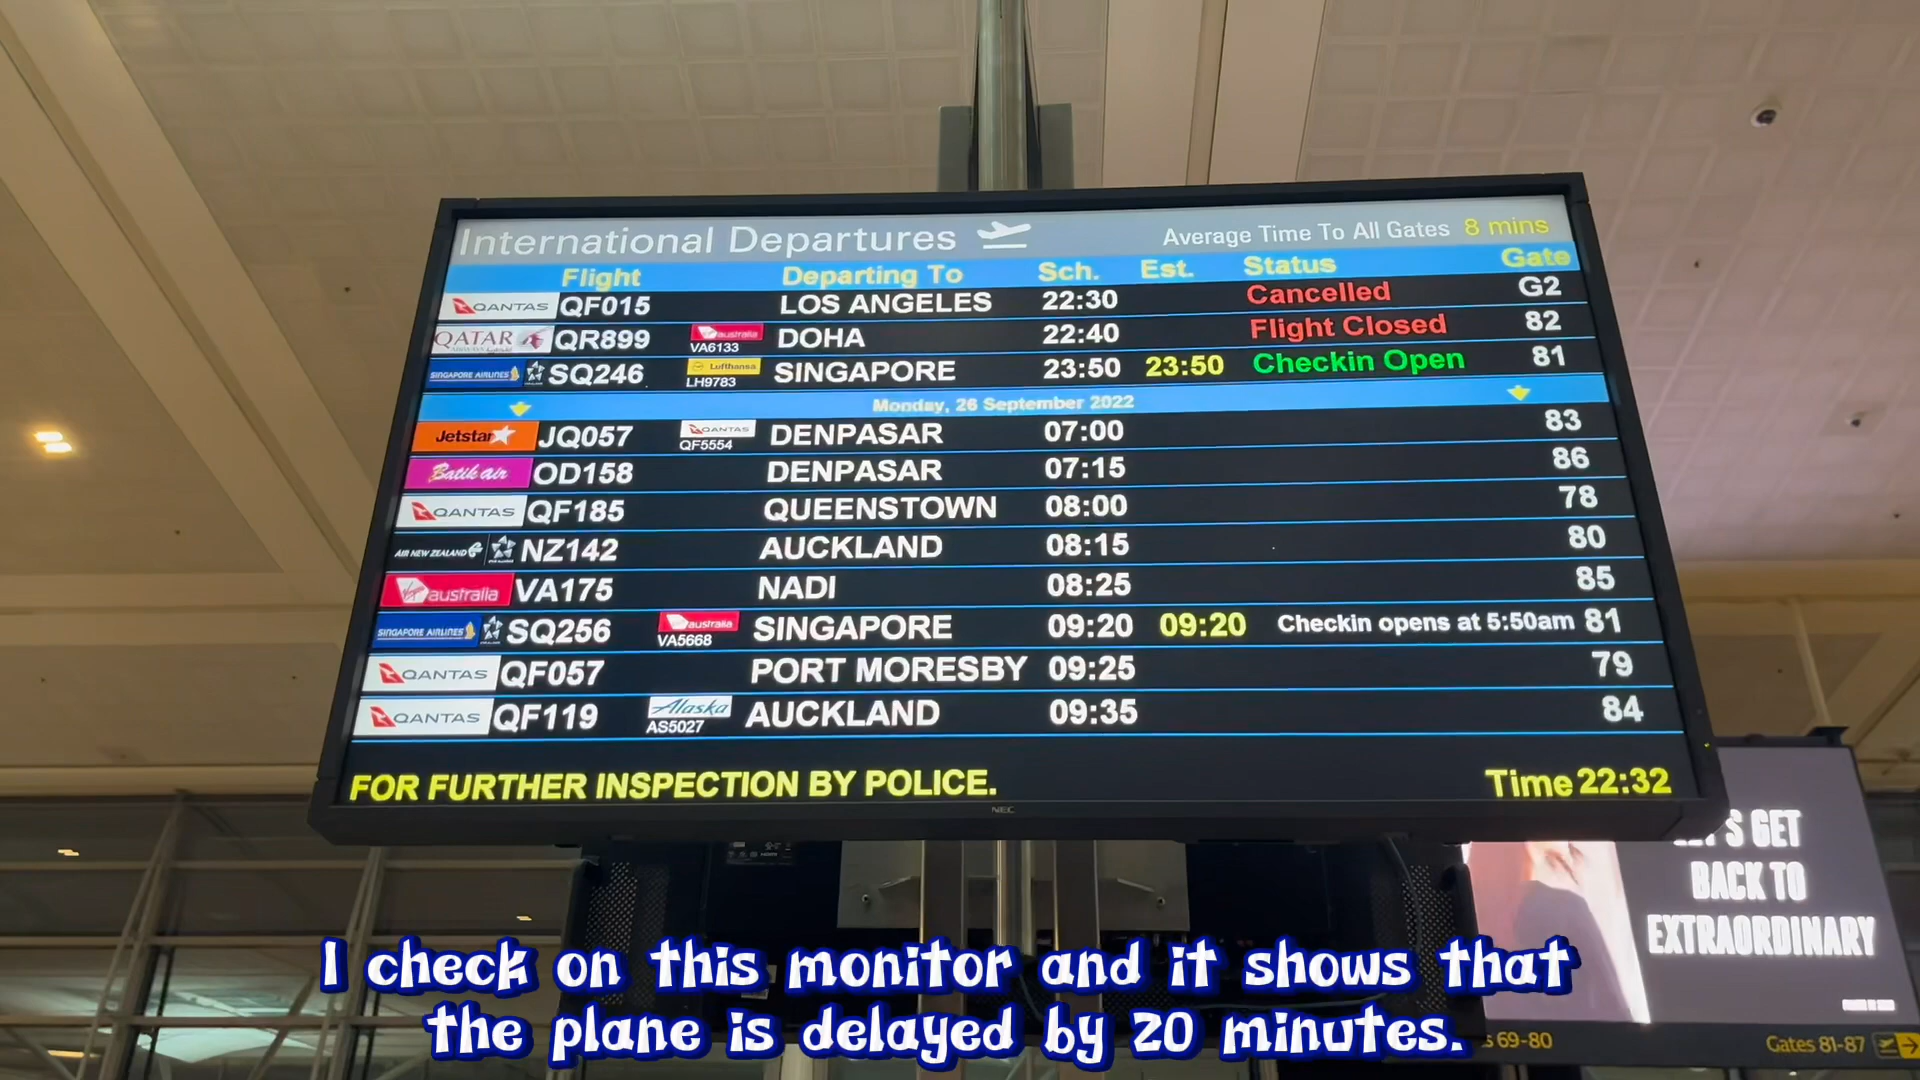 International Departures Average Time To All Gates 8 mins
Flight Departing To Sch. Est. Status Gate
QANTAS QF015 LOS ANGELES 22:30 Cancelled G2
QATAR QR899 australia VA6133 DOHA 22:40 Flight Closed 82
SINGAPORE AIRLINES SQ246 Lufthansa LH9783 SINGAPORE 23:50 23:50 Checkin Open 81
Monday, 26 September 2022
Jetstar JQ057 QANTAS QF5554 DENPASAR 07:00 83
Batik air OD158 DENPASAR 07:15 86
QANTAS QF185 QUEENSTOWN 08:00 78
AIR NEW ZEALAND NZ142 AUCKLAND 08:15 80
australia VA175 NADI 08:25 85
SINGAPORE AIRLINES SQ256 australia VA5668 SINGAPORE 09:20 09:20 Checkin opens at 5:50am 81
QANTAS QF057 PORT MORESBY 09:25 79
QANTAS QF119 Alaska AS5027 AUCKLAND 09:35 84
FOR FURTHER INSPECTION BY POLICE. Time 22:32
NEC
'S GET
BACK TO
EXTRAORDINARY
I check on this monitor and it shows that
the plane is delayed by 20 minutes.
s 69-80 Gates 81-87